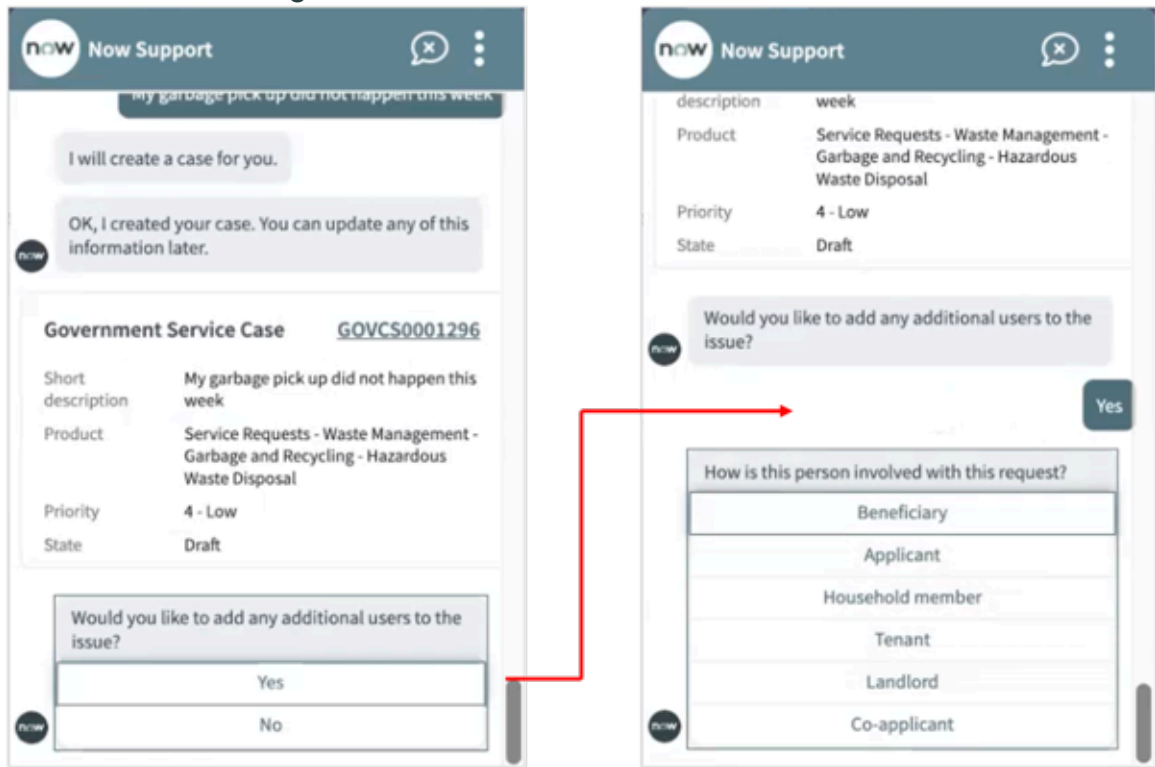 now Now Support
My garbage pick up did not happen this week
I will create a case for you.
OK, I created your case. You can update any of this
information later.
now
Government Service Case GOVCS0001296
Short
description
My garbage pick up did not happen this
week
Product
Service Requests - Waste Management -
Garbage and Recycling - Hazardous
Waste Disposal
Priority 4 - Low
State Draft
Would you like to add any additional users to the
issue?
Yes
No
now
now Now Support
description week
Product
Service Requests - Waste Management -
Garbage and Recycling - Hazardous
Waste Disposal
Priority 4 - Low
State Draft
Would you like to add any additional users to the
issue?
now
Yes
How is this person involved with this request?
Beneficiary
Applicant
Household member
Tenant
Landlord
Co-applicant
now